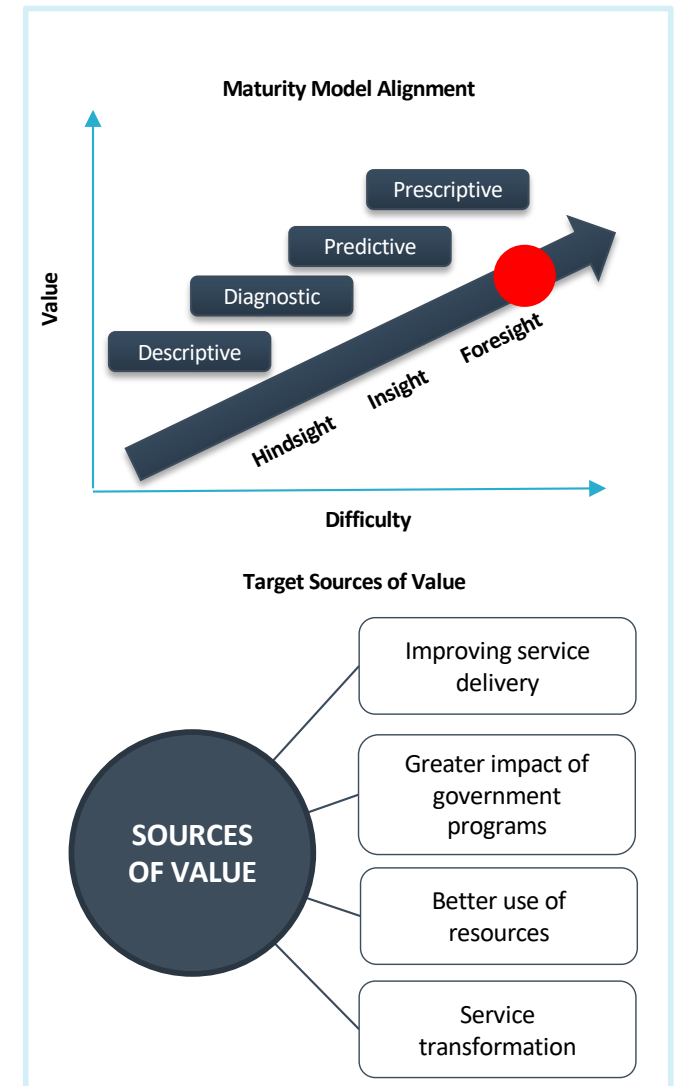 Maturity Model Alignment
Prescriptive
Predictive
Diagnostic
Descriptive
Value
Hindsight
Insight
Foresight
Difficulty
Target Sources of Value
SOURCES
OF VALUE
Improving service
delivery
Greater impact of
government
programs
Better use of
resources
Service
transformation